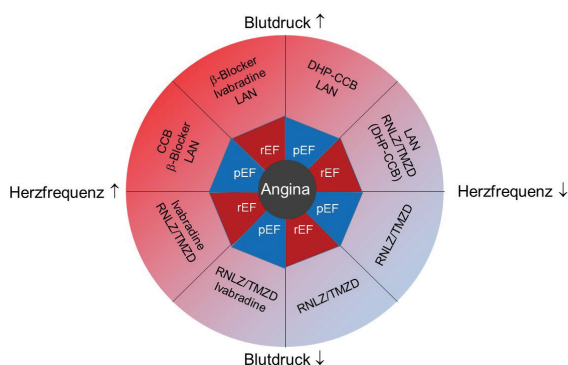 Blutdruck ↑
β-Blocker
Ivabradine
LAN
DHP-CCB
LAN
CCB
β-Blocker
LAN
LAN
RNLZ/TMZD
(DHP-CCB)
rEF
pEF
pEF
rEF
Herzfrequenz ↑
Angina
Herzfrequenz ↓
rEF
pEF
pEF
rEF
Ivabradine
RNLZ/TMZD
RNLZ/TMZD
RNLZ/TMZD
Ivabradine
RNLZ/TMZD
Blutdruck ↓